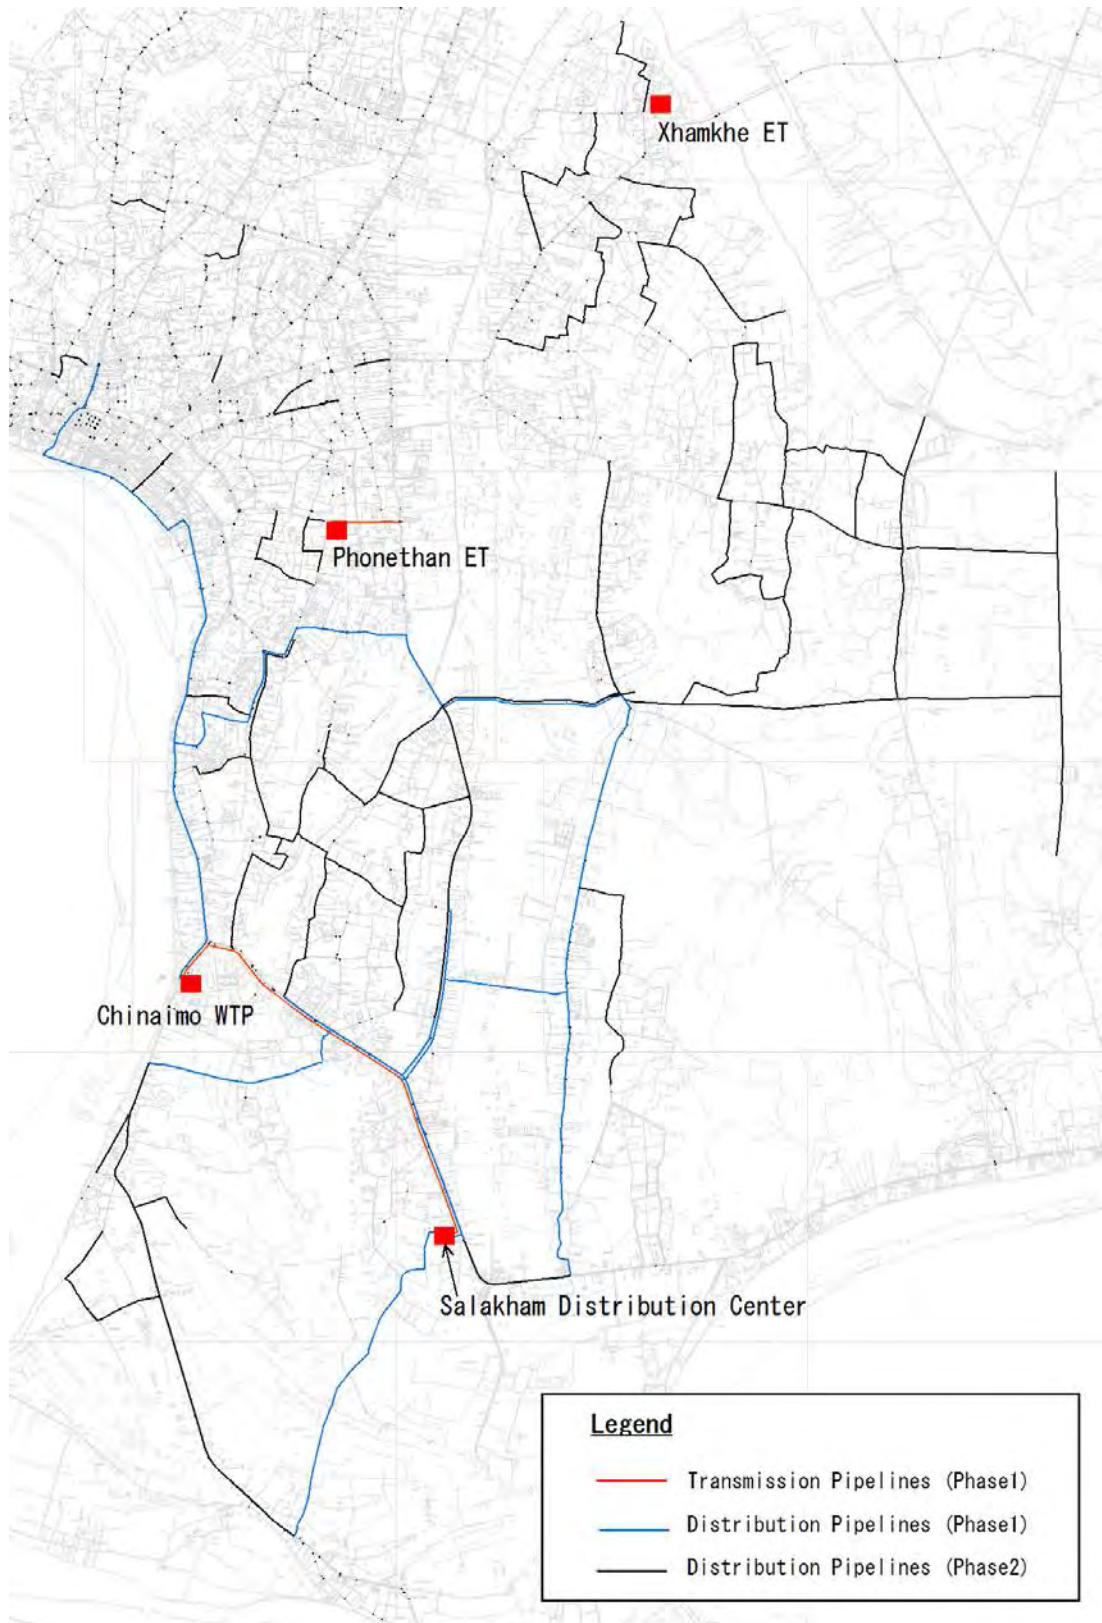 Xhamkhe ET
Phonethan ET
Chinaimo WTP
Salakham Distribution Center
Legend
Transmission Pipelines (Phase1)
Distribution Pipelines (Phase1)
Distribution Pipelines (Phase2)